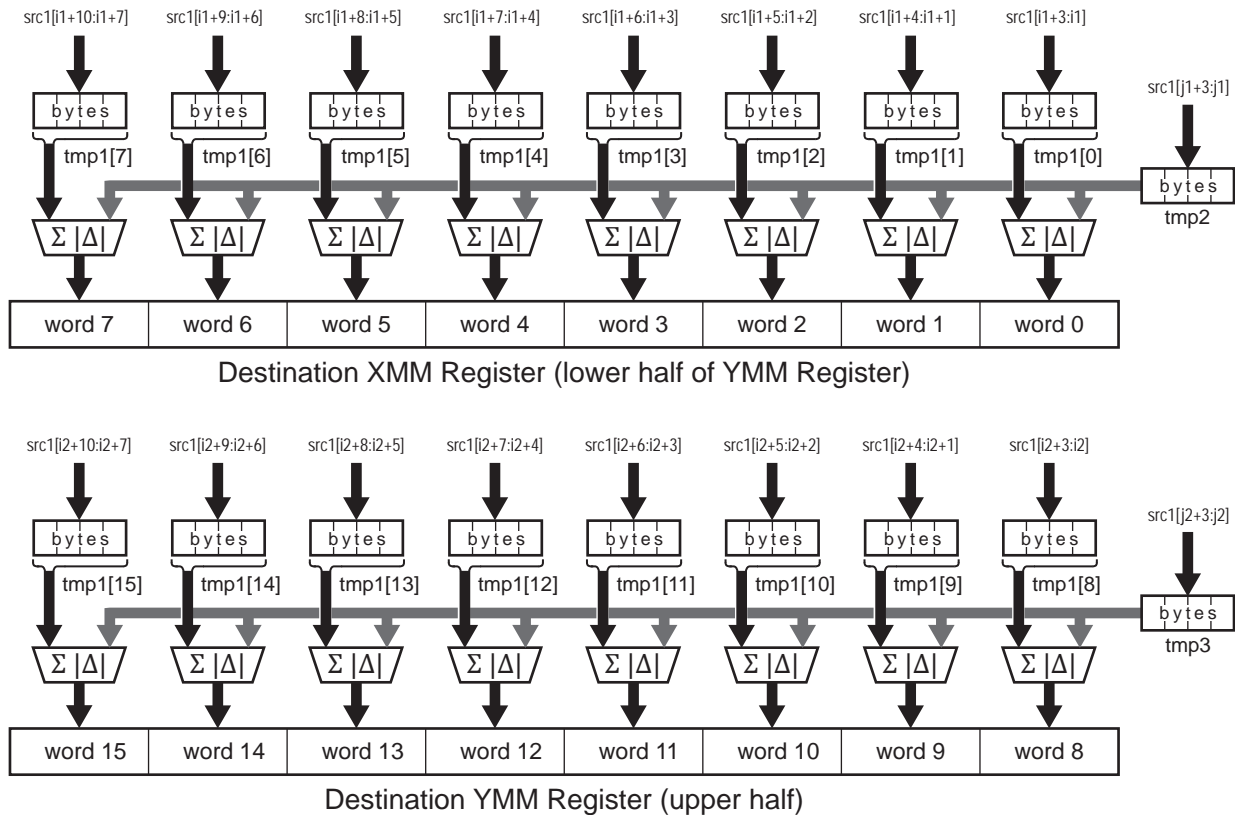 src1[i1+10:i1+7] src1[i1+9:i1+6] src1[i1+8:i1+5] src1[i1+7:i1+4] src1[i1+6:i1+3] src1[i1+5:i1+2] src1[i1+4:i1+1] src1[i1+3:i1]
src1[j1+3:j1]
bytes bytes bytes bytes bytes bytes bytes bytes
tmp1[7] tmp1[6] tmp1[5] tmp1[4] tmp1[3] tmp1[2] tmp1[1] tmp1[0]
bytes
tmp2
Σ |Δ| Σ |Δ| Σ |Δ| Σ |Δ| Σ |Δ| Σ |Δ| Σ |Δ| Σ |Δ|
word 7 word 6 word 5 word 4 word 3 word 2 word 1 word 0
Destination XMM Register (lower half of YMM Register)
src1[i2+10:i2+7] src1[i2+9:i2+6] src1[i2+8:i2+5] src1[i2+7:i2+4] src1[i2+6:i2+3] src1[i2+5:i2+2] src1[i2+4:i2+1] src1[i2+3:i2]
src1[j2+3:j2]
bytes bytes bytes bytes bytes bytes bytes bytes
tmp1[15] tmp1[14] tmp1[13] tmp1[12] tmp1[11] tmp1[10] tmp1[9] tmp1[8]
bytes
tmp3
Σ |Δ| Σ |Δ| Σ |Δ| Σ |Δ| Σ |Δ| Σ |Δ| Σ |Δ| Σ |Δ|
word 15 word 14 word 13 word 12 word 11 word 10 word 9 word 8
Destination YMM Register (upper half)